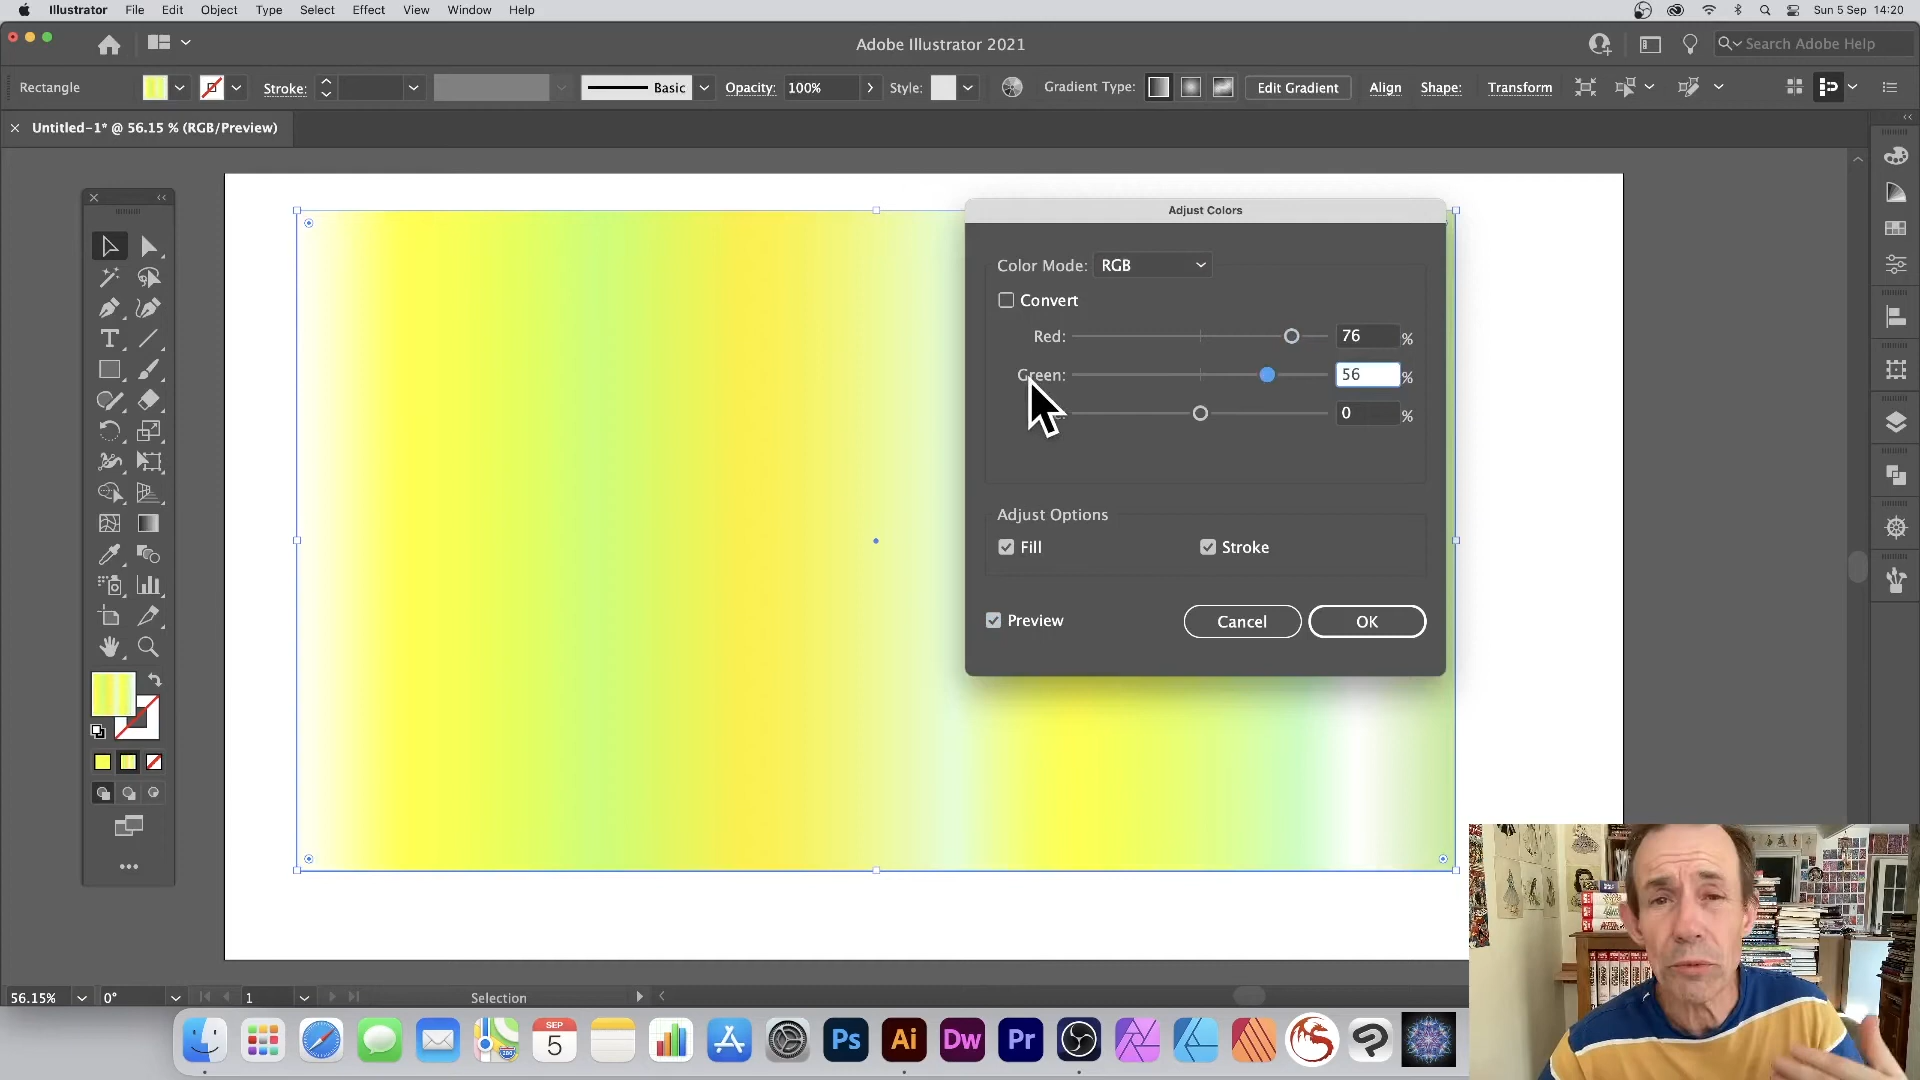 Illustrator File Edit Object Type Select Effect View Window Help Sun 5 Sep 14:20
Adobe Illustrator 2021
Search Adobe Help
Rectangle Stroke: Basic Opacity: 100% Style: Gradient Type: Edit Gradient Align Shape: Transform
× Untitled-1* @ 56.15 % (RGB/Preview)
Adjust Colors
Color Mode: RGB
Convert
Red: 76 %
Green: 56 %
0 %
Adjust Options
Fill Stroke
Preview Cancel OK
56.15% 0° 1 Selection
SEP
5
280
Ps
Ai
Dw
Pr